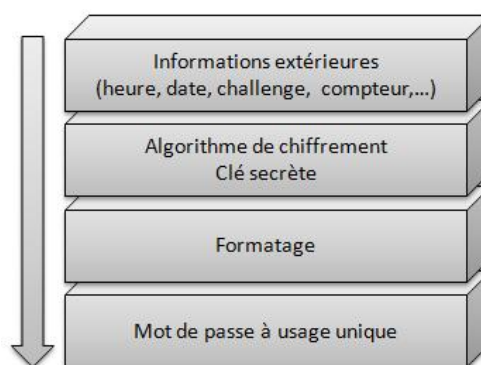 Informations extérieures
(heure, date, challenge, compteur,...)
Algorithme de chiffrement
Clé secrète
Formatage
Mot de passe à usage unique